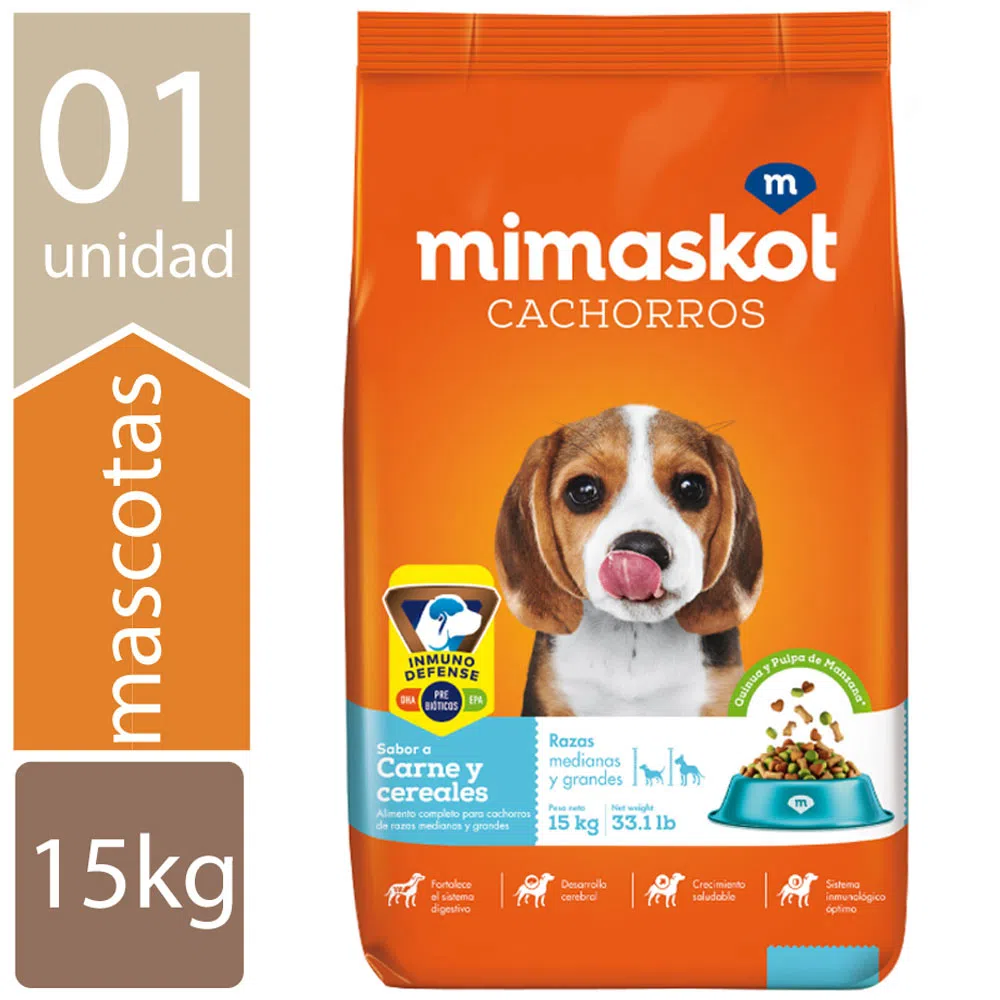 01
unidad
mascotas
15kg
m
mimaskot
CACHORROS
INMUNO
DEFENSE
DHA
PRE
BIÓTICOS
EPA
Quinua y Pulpa de Manzana*
Sabor a
Carne y
cereales
Alimento completo para cachorros
de razas medianas y grandes
Razas
medianas
y grandes
Peso neto
15 kg
Net weight
33.1 lb
m
Fortalece
el sistema
digestivo
Desarrollo
cerebral
Crecimiento
saludable
Sistema
inmunológico
óptimo